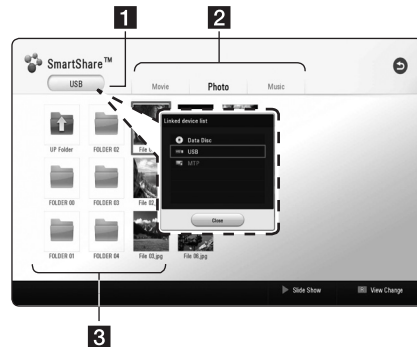 1
2
SmartShare™
USB
Movie
Photo
Music
Linked device list
Data Disc
USB
MTP
Close
UP Folder
FOLDER 02
FOLDER 00
FOLDER 03
File 02.
FOLDER 01
FOLDER 04
File 03.jpg
File 06.jpg
Slide Show
View Change
3